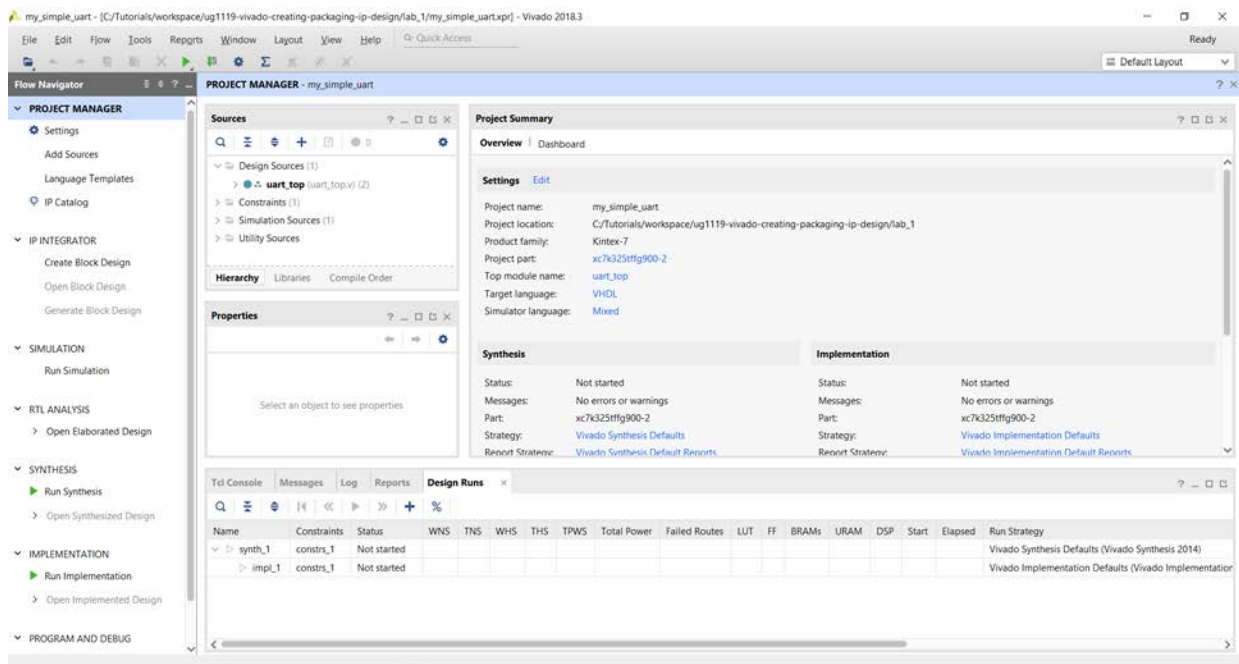 my_simple_uart - [C:/Tutorials/workspace/ug1119-vivado-creating-packaging-ip-design/lab_1/my_simple_uart.xpr] - Vivado 2018.3
File Edit Flow Tools Reports Window Layout View Help Quick Access Ready
Default Layout
Flow Navigator
PROJECT MANAGER
Settings
Add Sources
Language Templates
IP Catalog
IP INTEGRATOR
Create Block Design
Open Block Design
Generate Block Design
SIMULATION
Run Simulation
RTL ANALYSIS
Open Elaborated Design
SYNTHESIS
Run Synthesis
Open Synthesized Design
IMPLEMENTATION
Run Implementation
Open Implemented Design
PROGRAM AND DEBUG
PROJECT MANAGER - my_simple_uart
Sources
0
Design Sources (1)
uart_top (uart_top.v) (2)
Constraints (1)
Simulation Sources (1)
Utility Sources
Hierarchy Libraries Compile Order
Properties
Select an object to see properties
Project Summary
Overview Dashboard
Settings Edit
Project name: my_simple_uart
Project location: C:/Tutorials/workspace/ug1119-vivado-creating-packaging-ip-design/lab_1
Product family: Kintex-7
Project part: xc7k325tffg900-2
Top module name: uart_top
Target language: VHDL
Simulator language: Mixed
Synthesis
Status: Not started
Messages: No errors or warnings
Part: xc7k325tffg900-2
Strategy: Vivado Synthesis Defaults
Report Strategy: Vivado Synthesis Default Reports
Implementation
Status: Not started
Messages: No errors or warnings
Part: xc7k325tffg900-2
Strategy: Vivado Implementation Defaults
Report Strategy: Vivado Implementation Default Reports
Tcl Console Messages Log Reports Design Runs
Name Constraints Status WNS TNS WHS THS TPWS Total Power Failed Routes LUT FF BRAMs URAM DSP Start Elapsed Run Strategy
synth_1 constrs_1 Not started Vivado Synthesis Defaults (Vivado Synthesis 2014)
impl_1 constrs_1 Not started Vivado Implementation Defaults (Vivado Implementation